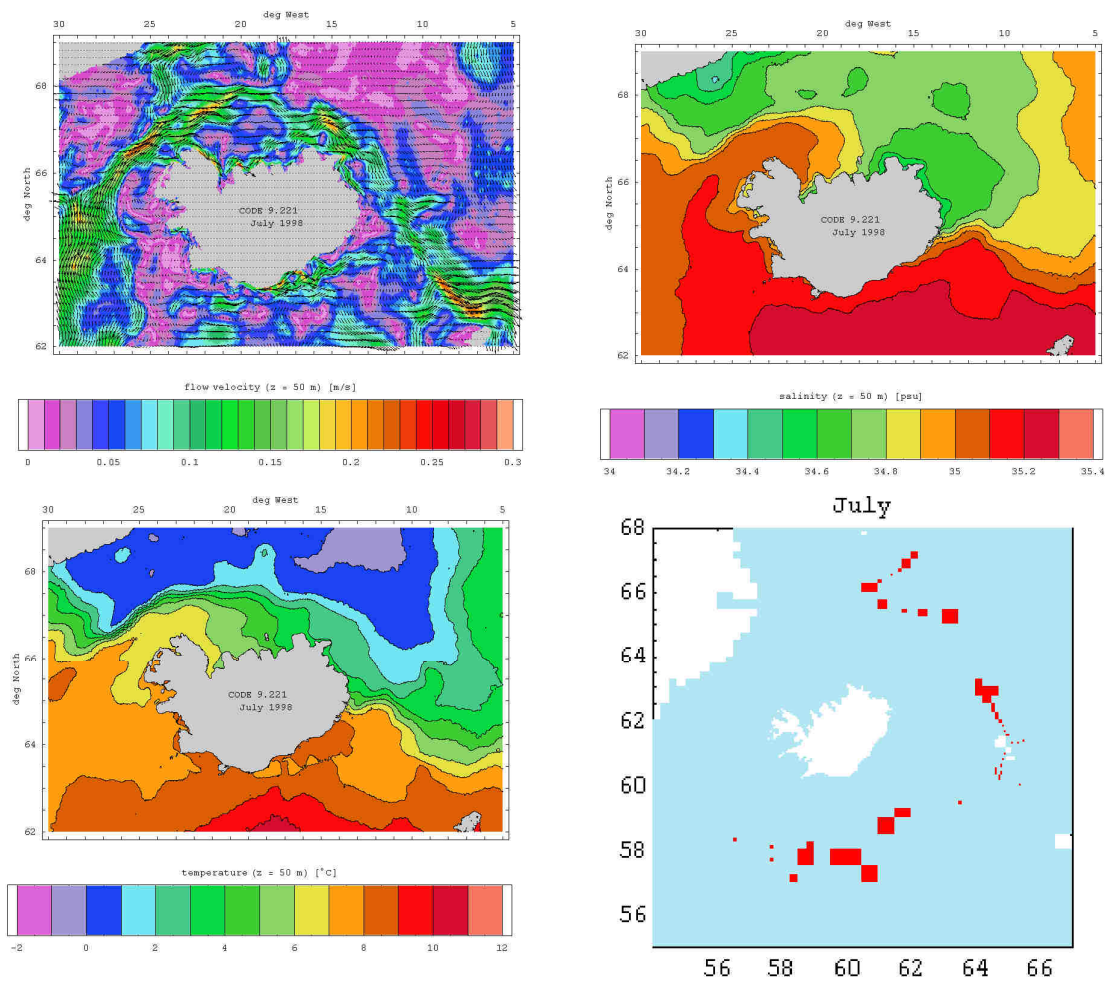 deg West
30 25 20 15 10 5
68
66
64
62
deg North
CODE 9.221
July 1998
flow velocity (z = 50 m) [m/s]
0 0.05 0.1 0.15 0.2 0.25 0.3
deg West
30 25 20 15 10 5
68
66
64
62
deg North
CODE 9.221
July 1998
salinity (z = 50 m) [psu]
34 34.2 34.4 34.6 34.8 35 35.2 35.4
deg West
30 25 20 15 10 5
68
66
64
62
deg North
CODE 9.221
July 1998
temperature (z = 50 m) [°C]
-2 0 2 4 6 8 10 12
July
68
66
64
62
60
58
56
56 58 60 62 64 66